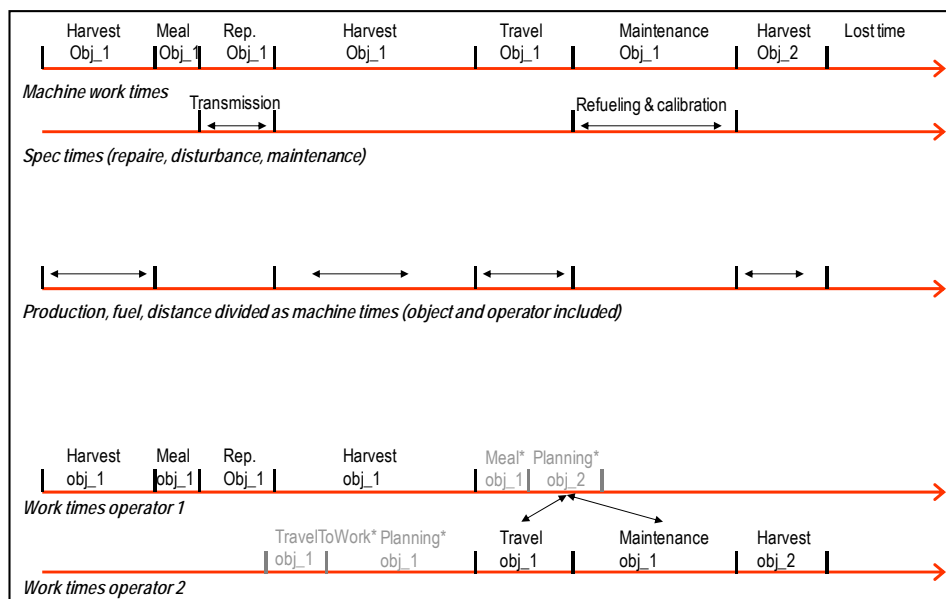 Harvest Meal Rep. Harvest Travel Maintenance Harvest Lost time
Obj_1 Obj_1 Obj_1 Obj_1 Obj_1 Obj_1 Obj_2
Machine work times
Transmission Refueling & calibration
Spec times (repaire, disturbance, maintenance)
Production, fuel, distance divided as machine times (object and operator included)
Harvest Meal Rep. Harvest Meal* Planning*
obj_1 obj_1 Obj_1 obj_1 obj_1 obj_2
Work times operator 1
TravelToWork* Planning* Travel Maintenance Harvest
obj_1 obj_1 obj_1 obj_1 obj_2
Work times operator 2